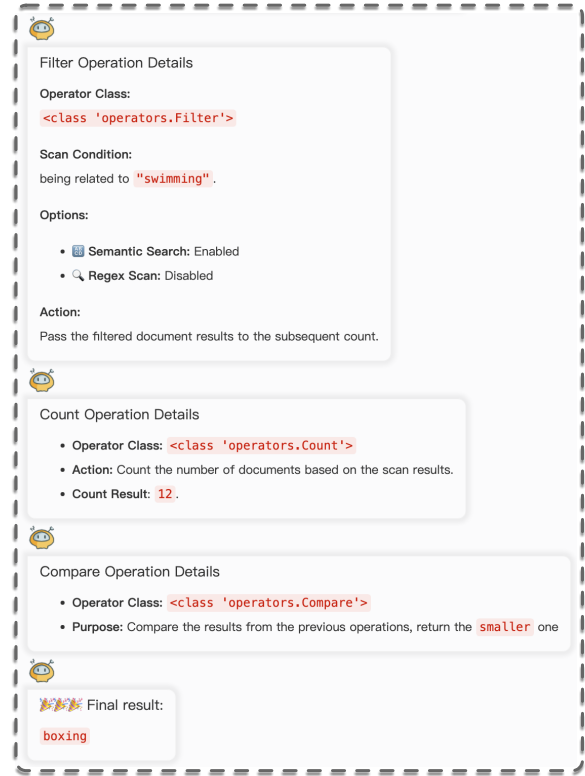 Filter Operation Details
Operator Class:
<class 'operators.Filter'>
Scan Condition:
being related to "swimming".
Options:
• Semantic Search: Enabled
• Regex Scan: Disabled
Action:
Pass the filtered document results to the subsequent count.
Count Operation Details
• Operator Class: <class 'operators.Count'>
• Action: Count the number of documents based on the scan results.
• Count Result: 12.
Compare Operation Details
• Operator Class: <class 'operators.Compare'>
• Purpose: Compare the results from the previous operations, return the smaller one
Final result:
boxing